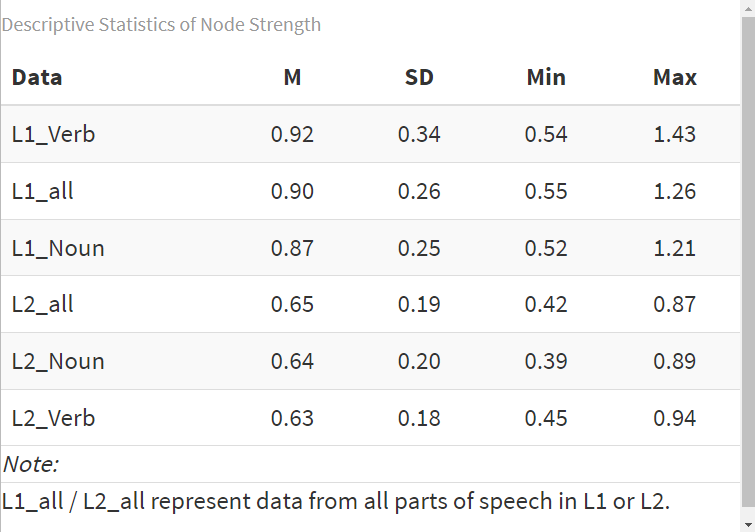 Descriptive Statistics of Node Strength
Data M SD Min Max
L1_Verb 0.92 0.34 0.54 1.43
L1_all 0.90 0.26 0.55 1.26
L1_Noun 0.87 0.25 0.52 1.21
L2_all 0.65 0.19 0.42 0.87
L2_Noun 0.64 0.20 0.39 0.89
L2_Verb 0.63 0.18 0.45 0.94
Note:
L1_all / L2_all represent data from all parts of speech in L1 or L2.